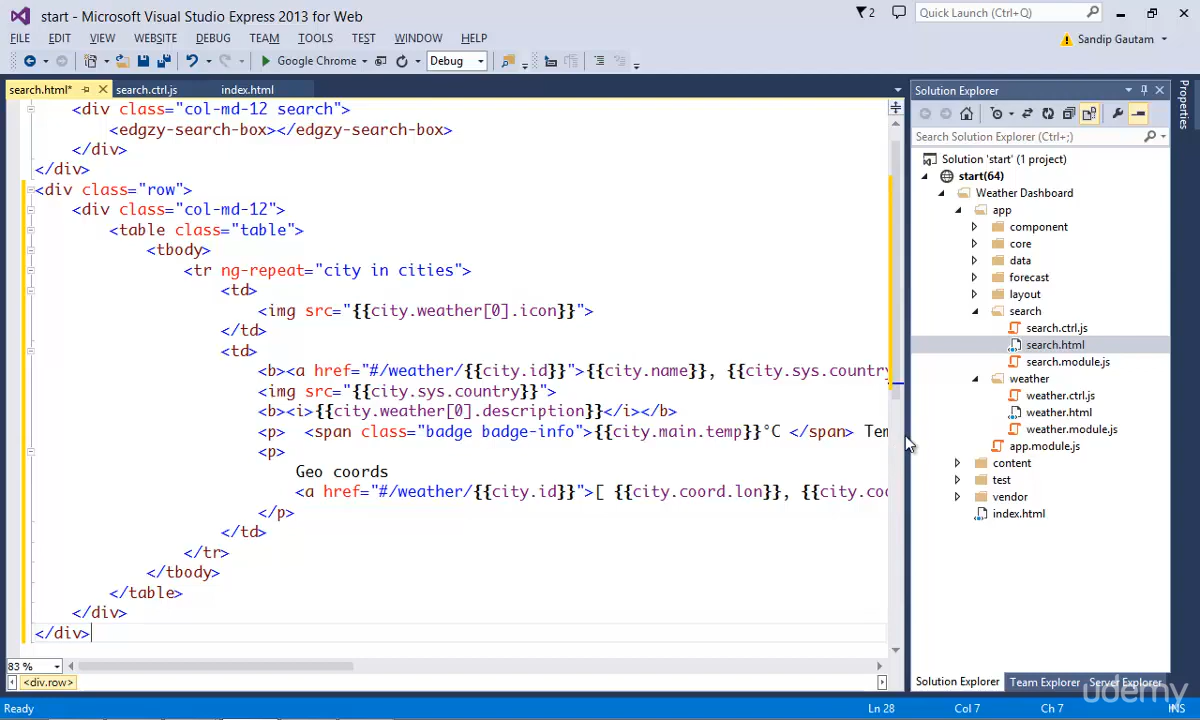 start - Microsoft Visual Studio Express 2013 for Web
2
Quick Launch (Ctrl+Q)
FILE EDIT VIEW WEBSITE DEBUG TEAM TOOLS TEST WINDOW HELP
Sandip Gautam
Google Chrome Debug
search.html* search.ctrl.js index.html
<div class="col-md-12 search">
<edgzy-search-box></edgzy-search-box>
</div>
</div>
<div class="row">
<div class="col-md-12">
<table class="table">
<tbody>
<tr ng-repeat="city in cities">
<td>
<img src="{{city.weather[0].icon}}">
</td>
<td>
<b><a href="#/weather/{{city.id}}">{{city.name}}, {{city.sys.country
<img src="{{city.sys.country}}">
<b><i>{{city.weather[0].description}}</i></b>
<p> <span class="badge badge-info">{{city.main.temp}}°C </span> Tem
<p>
Geo coords
<a href="#/weather/{{city.id}}">[ {{city.coord.lon}}, {{city.coo
</p>
</td>
</tr>
</tbody>
</table>
</div>
</div>
83 %
<div.row>
Solution Explorer
Search Solution Explorer (Ctrl+;)
Solution 'start' (1 project)
start(64)
Weather Dashboard
app
component
core
data
forecast
layout
search
search.ctrl.js
search.html
search.module.js
weather
weather.ctrl.js
weather.html
weather.module.js
app.module.js
content
test
vendor
index.html
Solution Explorer Team Explorer Server Explorer
Properties
Ready Ln 28 Col 7 Ch 7 INS
udemy